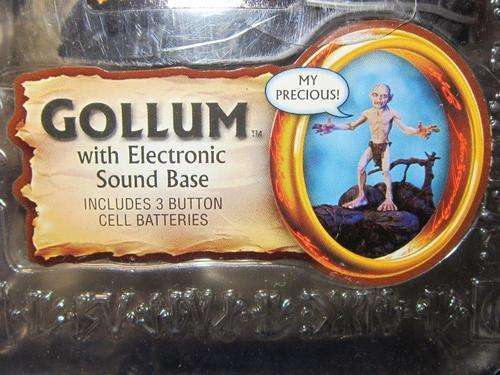 GOLLUM™
with Electronic
Sound Base
INCLUDES 3 BUTTON
CELL BATTERIES
MY
PRECIOUS!